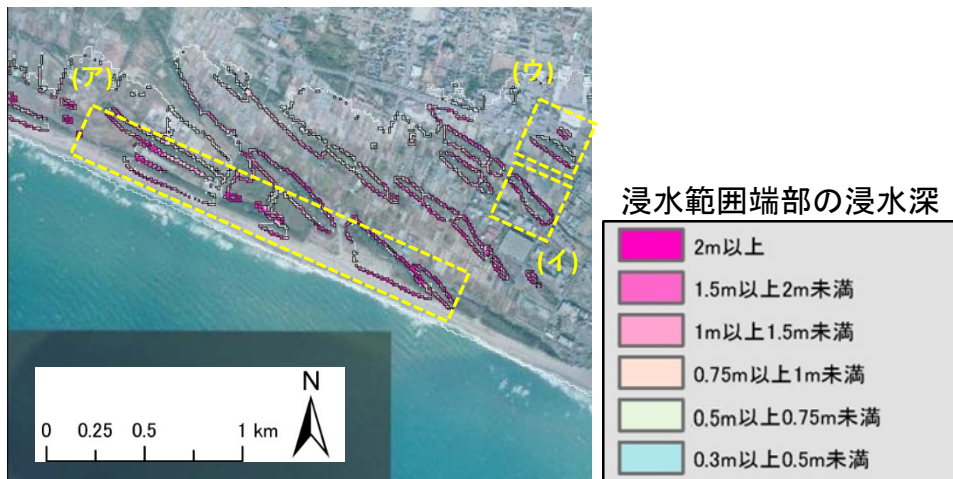 (ア)
(ウ)
(イ)
N
0 0.25 0.5 1 km
浸水範囲端部の浸水深
2m以上
1.5m以上2m未満
1m以上1.5m未満
0.75m以上1m未満
0.5m以上0.75m未満
0.3m以上0.5m未満